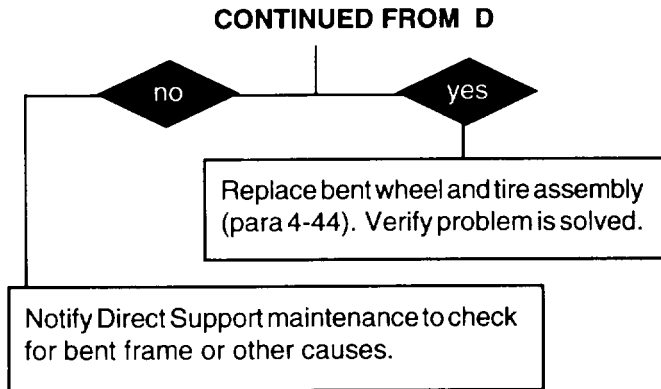 CONTINUED FROM D
no
yes
Replace bent wheel and tire assembly
(para 4-44). Verify problem is solved.
Notify Direct Support maintenance to check
for bent frame or other causes.